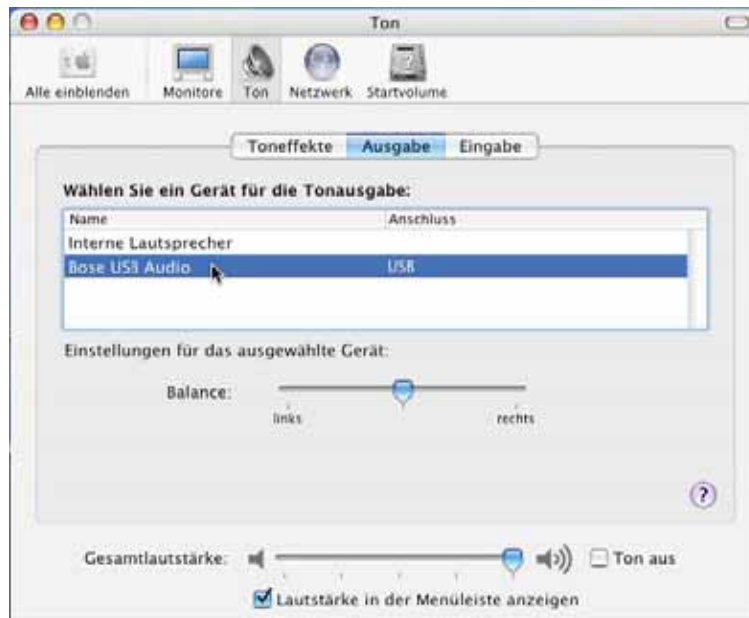 Ton
Alle einblenden Monitore Ton Netzwerk Startvolume
Toneffekte Ausgabe Eingabe
Wählen Sie ein Gerät für die Tonausgabe:
Name Anschluss
Interne Lautsprecher
Bose USB Audio USB
Einstellungen für das ausgewählte Gerät:
Balance:
links rechts
?
Gesamtlautstärke: Ton aus
Lautstärke in der Menüleiste anzeigen